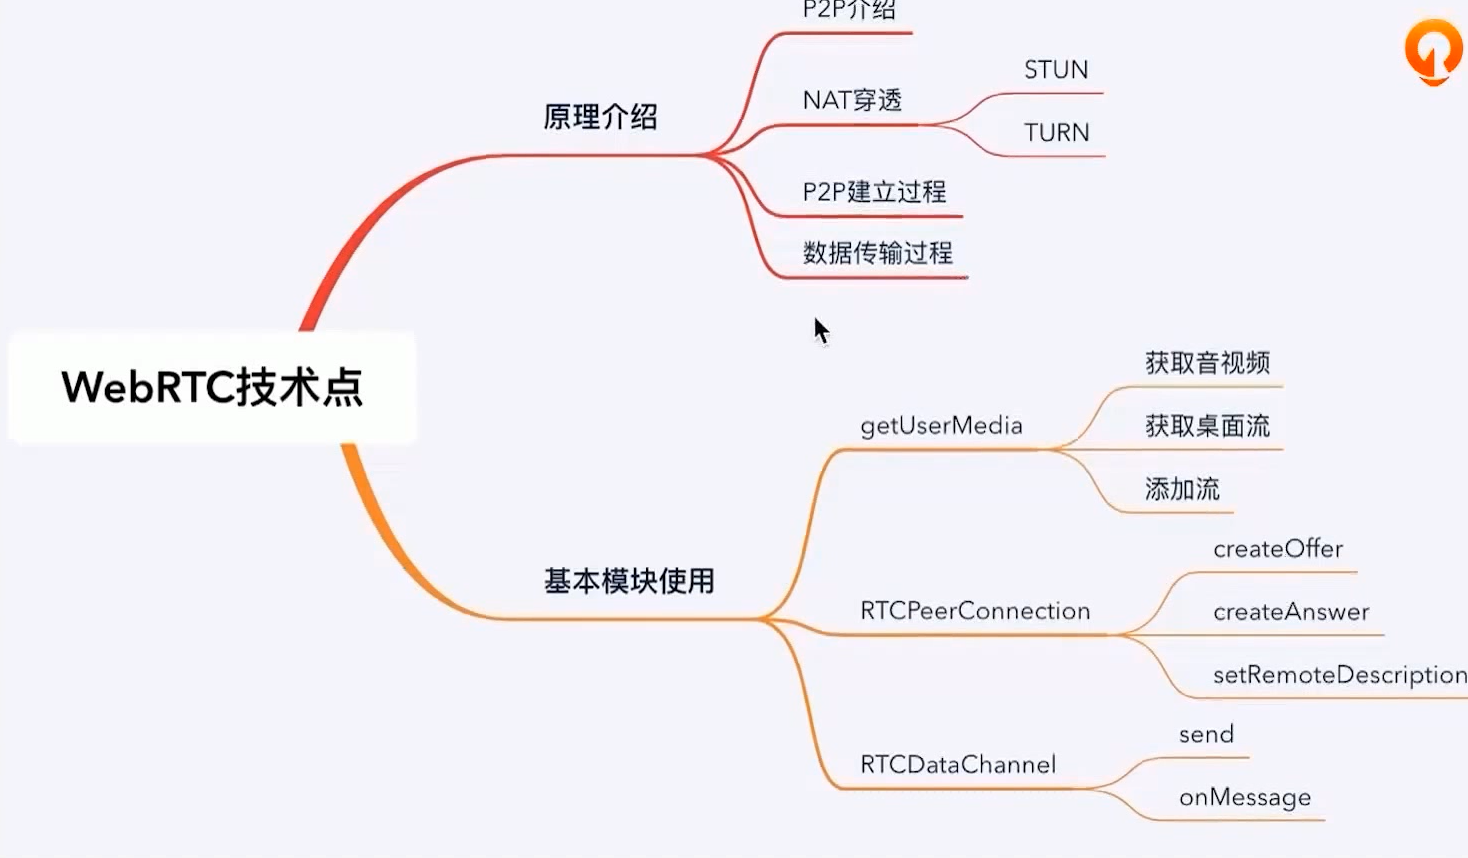 P2P介绍
STUN
NAT穿透
原理介绍
TURN
P2P建立过程
数据传输过程
WebRTC技术点
获取音视频
getUserMedia
获取桌面流
添加流
createOffer
基本模块使用
RTCPeerConnection
createAnswer
setRemoteDescription
send
RTCDataChannel
onMessage